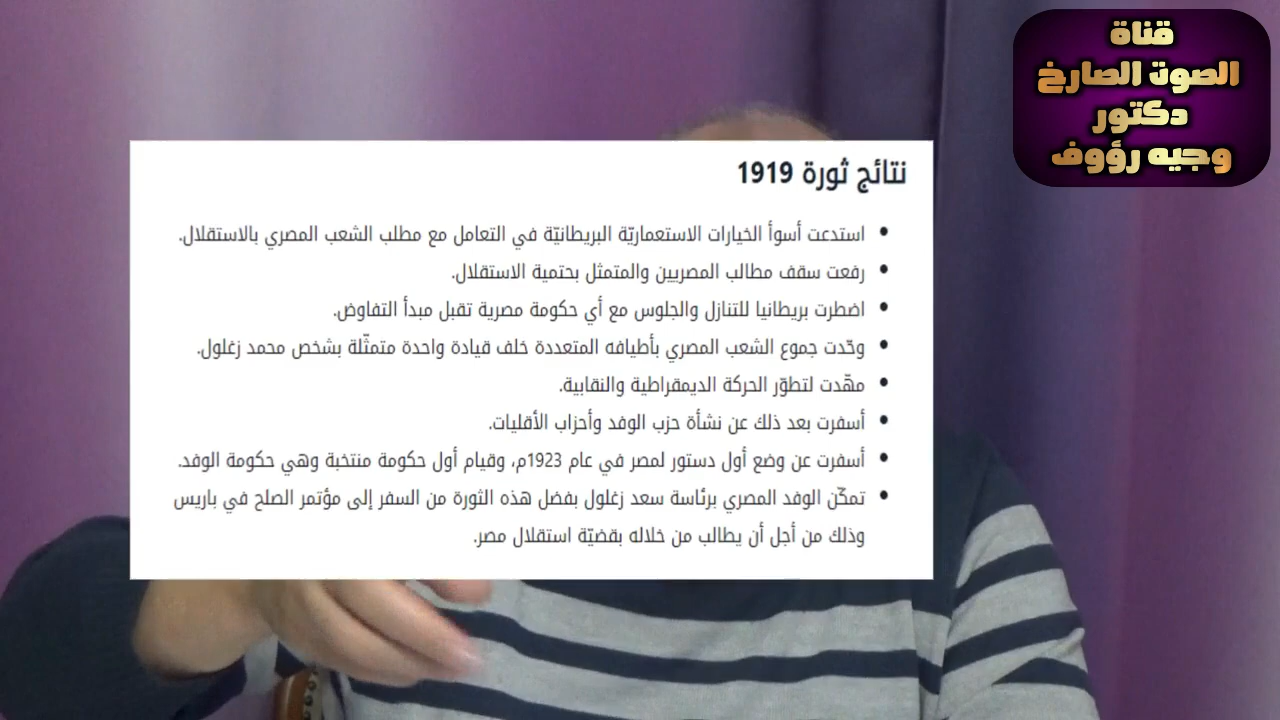 قناة
الصوت الصارخ
دكتور
وجيه رؤوف
نتائج ثورة 1919
• استدعت أسوأ الخيارات الاستعماريّة البريطانيّة في التعامل مع مطلب الشعب المصري بالاستقلال.
• رفعت سقف مطالب المصريين والمتمثل بحتمية الاستقلال.
• اضطرت بريطانيا للتنازل والجلوس مع أي حكومة مصرية تقبل مبدأ التفاوض.
• وحّدت جموع الشعب المصري بأطيافه المتعددة خلف قيادة واحدة متمثّلة بشخص محمد زغلول.
• مهّدت لتطوّر الحركة الديمقراطية والنقابية.
• أسفرت بعد ذلك عن نشأة حزب الوفد وأحزاب الأقليات.
• أسفرت عن وضع أول دستور لمصر في عام 1923م، وقيام أول حكومة منتخبة وهي حكومة الوفد.
• تمكّن الوفد المصري برئاسة سعد زغلول بفضل هذه الثورة من السفر إلى مؤتمر الصلح في باريس
وذلك من أجل أن يطالب من خلاله بقضيّة استقلال مصر.